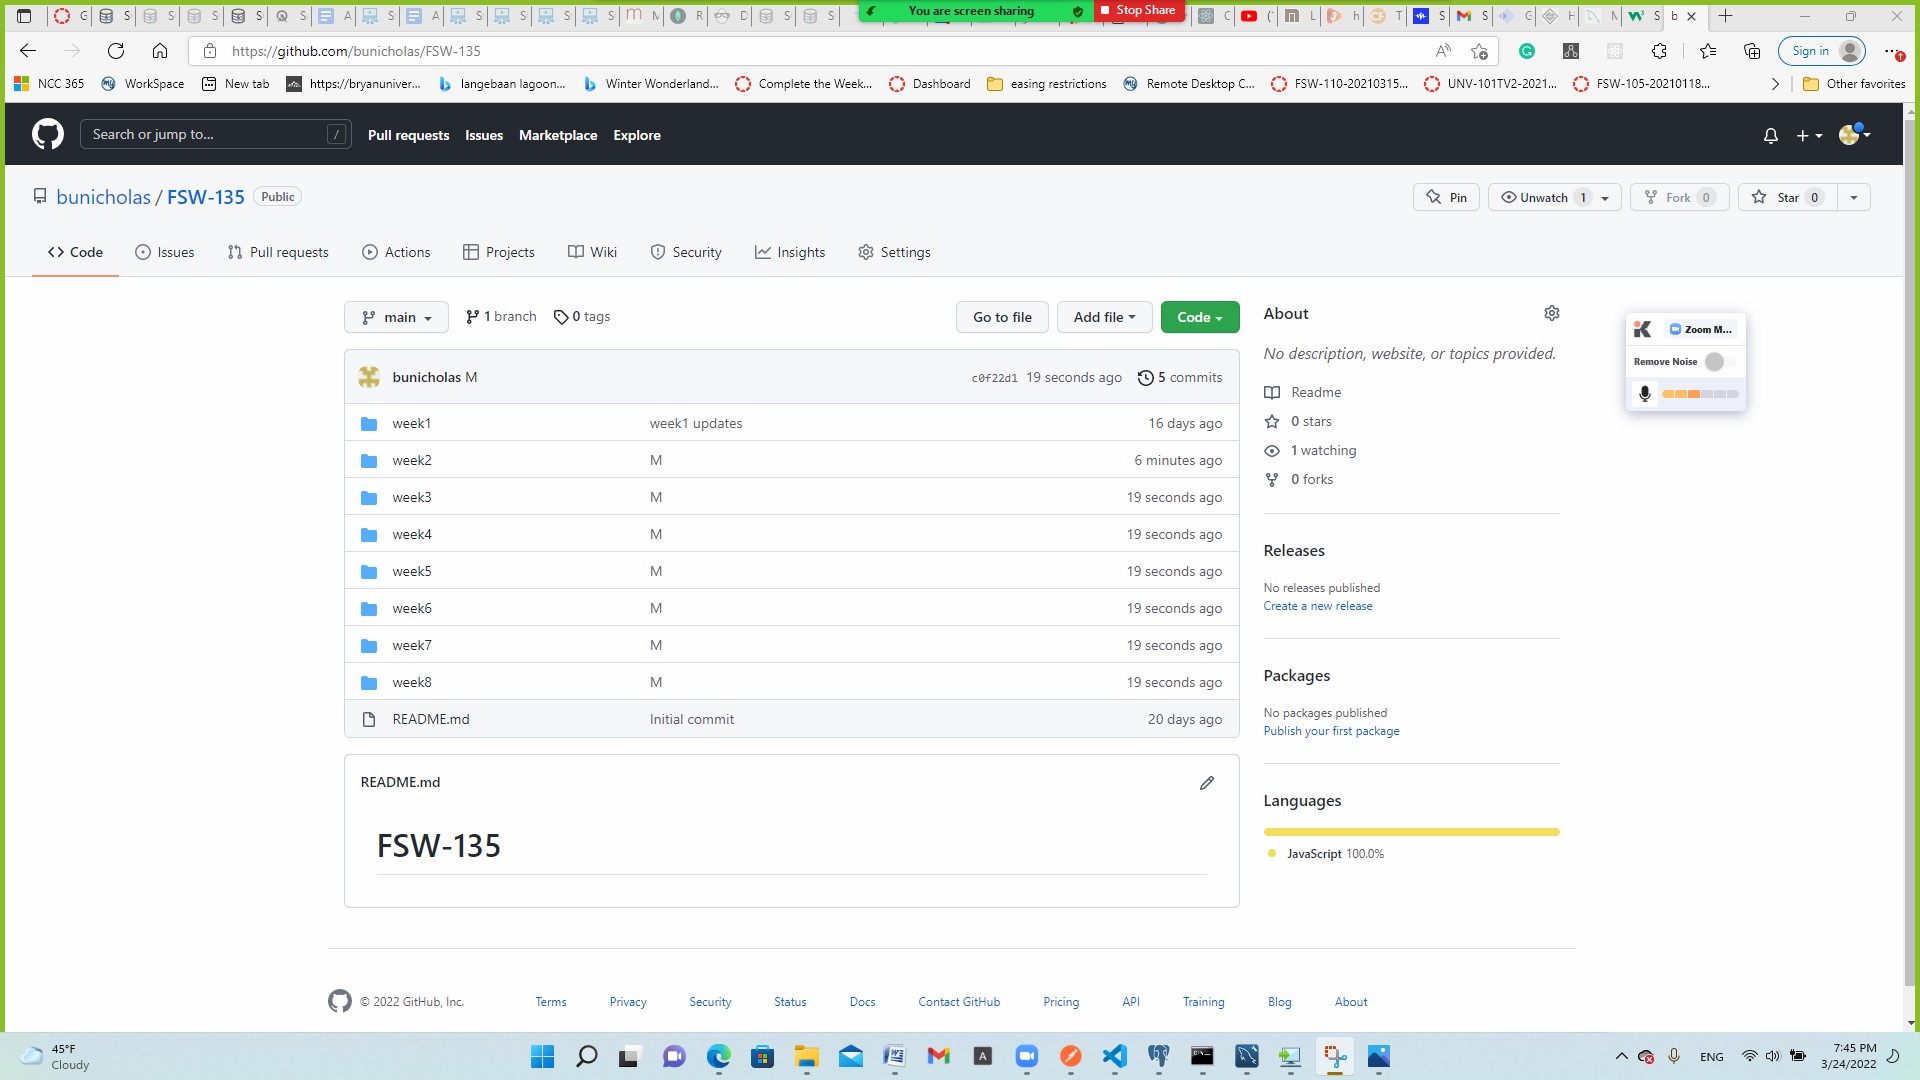 You are screen sharing Stop Share
https://github.com/bunicholas/FSW-135
Sign in
NCC 365 WorkSpace New tab https://bryanuniver... langebaan lagoon... Winter Wonderland... Complete the Week... Dashboard easing restrictions Remote Desktop C... FSW-110-20210315... UNV-101TV2-2021... FSW-105-20210118... Other favorites
Search or jump to... / Pull requests Issues Marketplace Explore
bunicholas / FSW-135 Public
Pin Unwatch 1 Fork 0 Star 0
Code Issues Pull requests Actions Projects Wiki Security Insights Settings
main 1 branch 0 tags Go to file Add file Code
bunicholas M c0f22d1 19 seconds ago 5 commits
week1 week1 updates 16 days ago
week2 M 6 minutes ago
week3 M 19 seconds ago
week4 M 19 seconds ago
week5 M 19 seconds ago
week6 M 19 seconds ago
week7 M 19 seconds ago
week8 M 19 seconds ago
README.md Initial commit 20 days ago
README.md
FSW-135
About
No description, website, or topics provided.
Readme
0 stars
1 watching
0 forks
Releases
No releases published
Create a new release
Packages
No packages published
Publish your first package
Languages
JavaScript 100.0%
Zoom M...
Remove Noise
© 2022 GitHub, Inc. Terms Privacy Security Status Docs Contact GitHub Pricing API Training Blog About
45°F
Cloudy
ENG
7:45 PM
3/24/2022